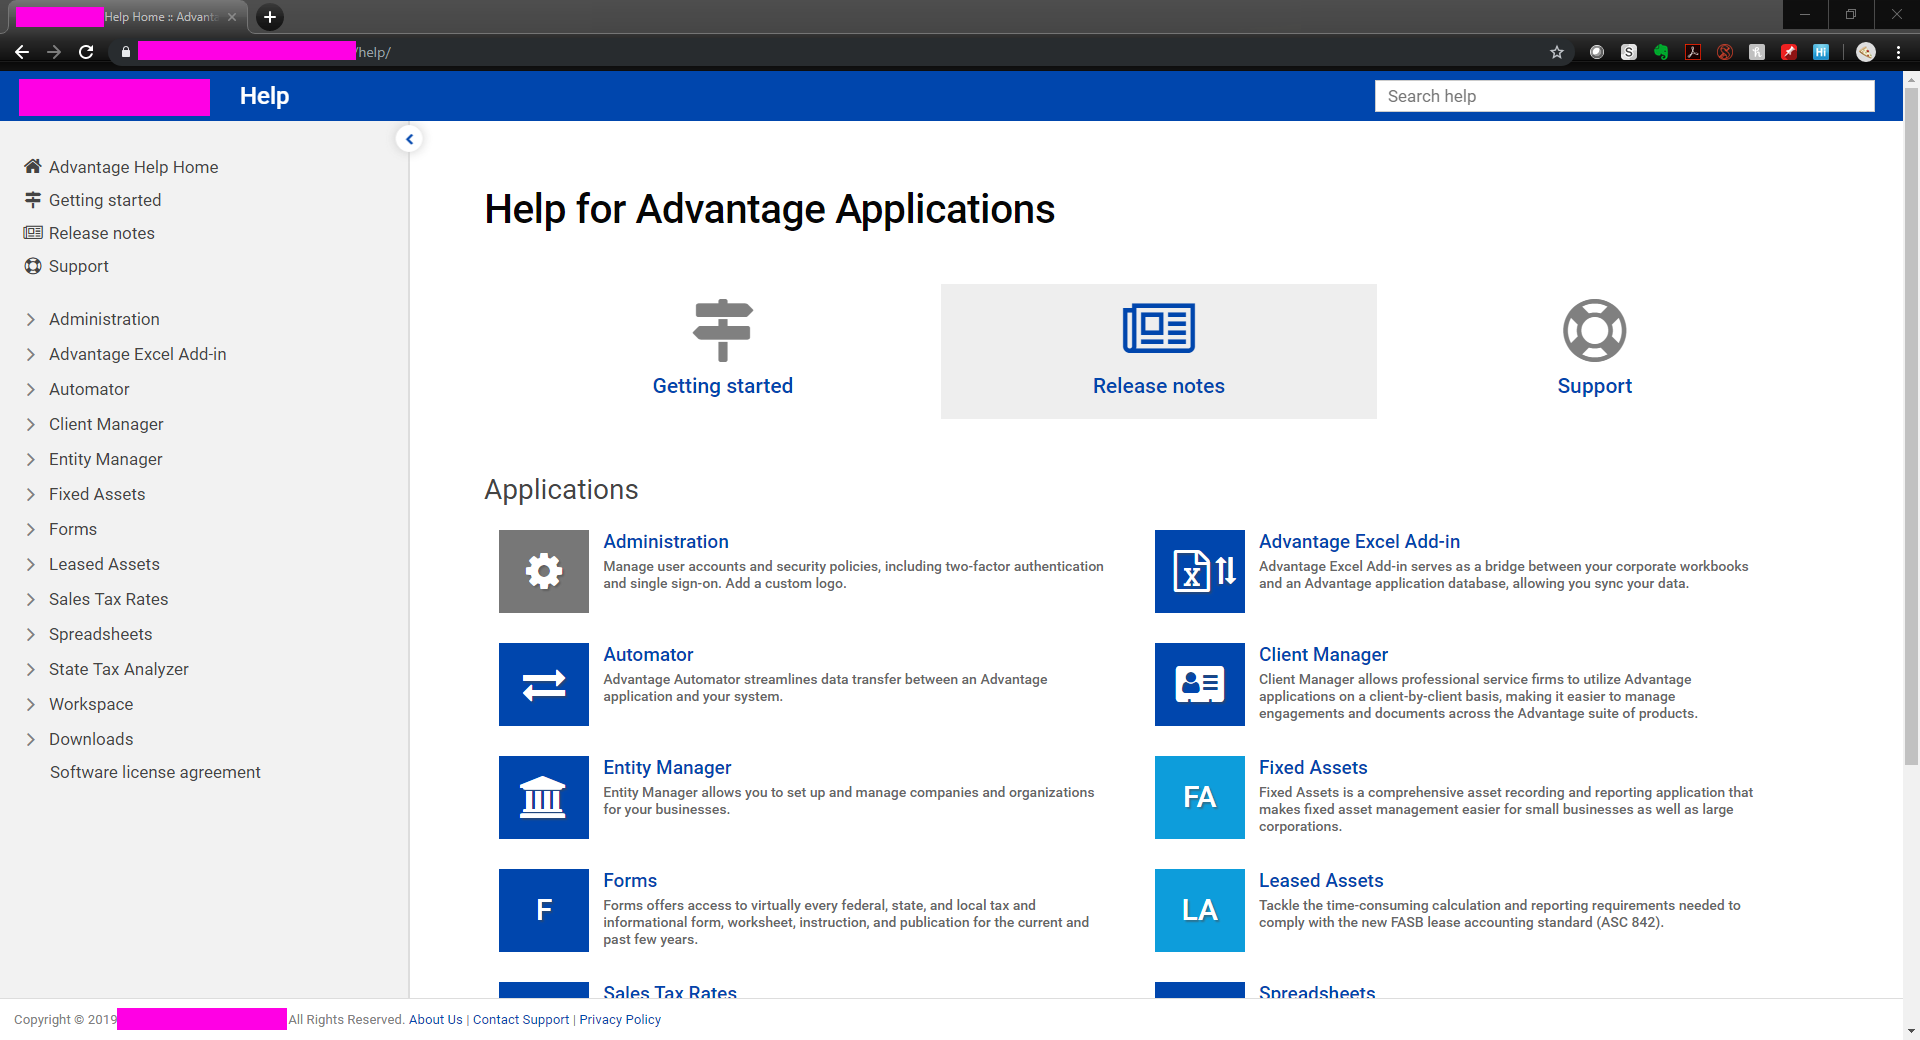 Help Home :: Advanta
/help/
Help
Search help
Advantage Help Home
Getting started
Release notes
Support
Administration
Advantage Excel Add-in
Automator
Client Manager
Entity Manager
Fixed Assets
Forms
Leased Assets
Sales Tax Rates
Spreadsheets
State Tax Analyzer
Workspace
Downloads
Software license agreement
Help for Advantage Applications
Getting started
Release notes
Support
Applications
Administration
Manage user accounts and security policies, including two-factor authentication
and single sign-on. Add a custom logo.
X
Advantage Excel Add-in
Advantage Excel Add-in serves as a bridge between your corporate workbooks
and an Advantage application database, allowing you sync your data.
Automator
Advantage Automator streamlines data transfer between an Advantage
application and your system.
Client Manager
Client Manager allows professional service firms to utilize Advantage
applications on a client-by-client basis, making it easier to manage
engagements and documents across the Advantage suite of products.
Entity Manager
Entity Manager allows you to set up and manage companies and organizations
for your businesses.
FA
Fixed Assets
Fixed Assets is a comprehensive asset recording and reporting application that
makes fixed asset management easier for small businesses as well as large
corporations.
F
Forms
Forms offers access to virtually every federal, state, and local tax and
informational form, worksheet, instruction, and publication for the current and
past few years.
LA
Leased Assets
Tackle the time-consuming calculation and reporting requirements needed to
comply with the new FASB lease accounting standard (ASC 842).
Sales Tax Rates
Spreadsheets
Copyright © 2019
All Rights Reserved. About Us | Contact Support | Privacy Policy